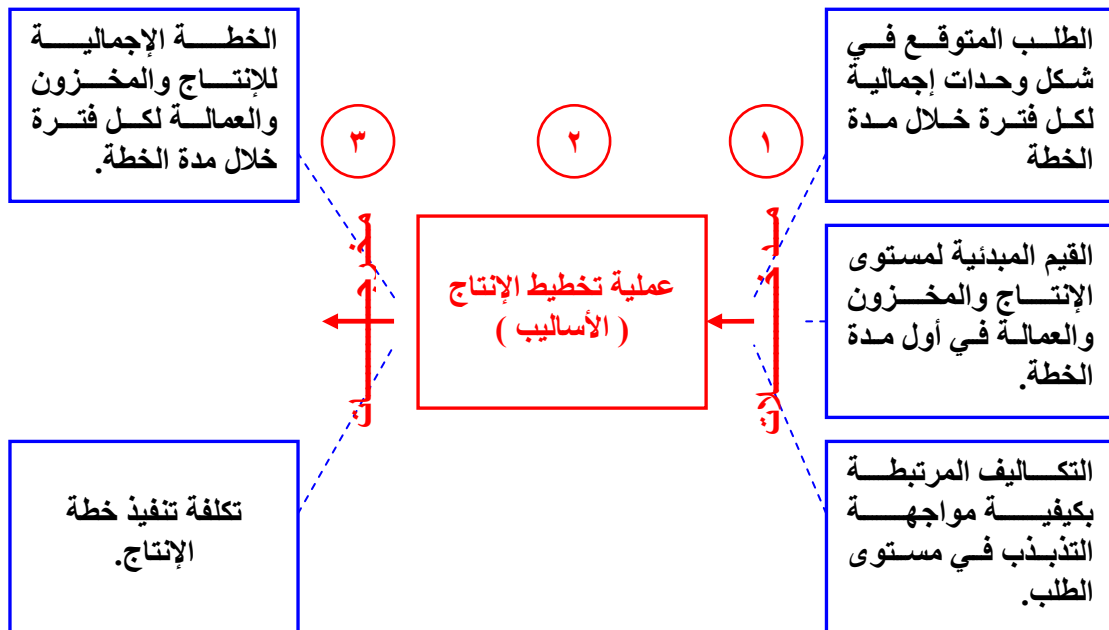 الطلب المتوقع في
شكل وحدات إجمالية
لكل فترة خلال مدة
الخطة
القيم المبدئية لمستوى
الإنتاج والمخزون
والعمالة في أول مدة
الخطة.
التكاليف المرتبطة
بكيفية مواجهة
التذبذب في مستوى
الطلب.
١
مدخلات
٢
عملية تخطيط الإنتاج
( الأساليب )
٣
مخرجات
الخطة الإجمالية
للإنتاج والمخزون
والعمالة لكل فترة
خلال مدة الخطة.
تكلفة تنفيذ خطة
الإنتاج.